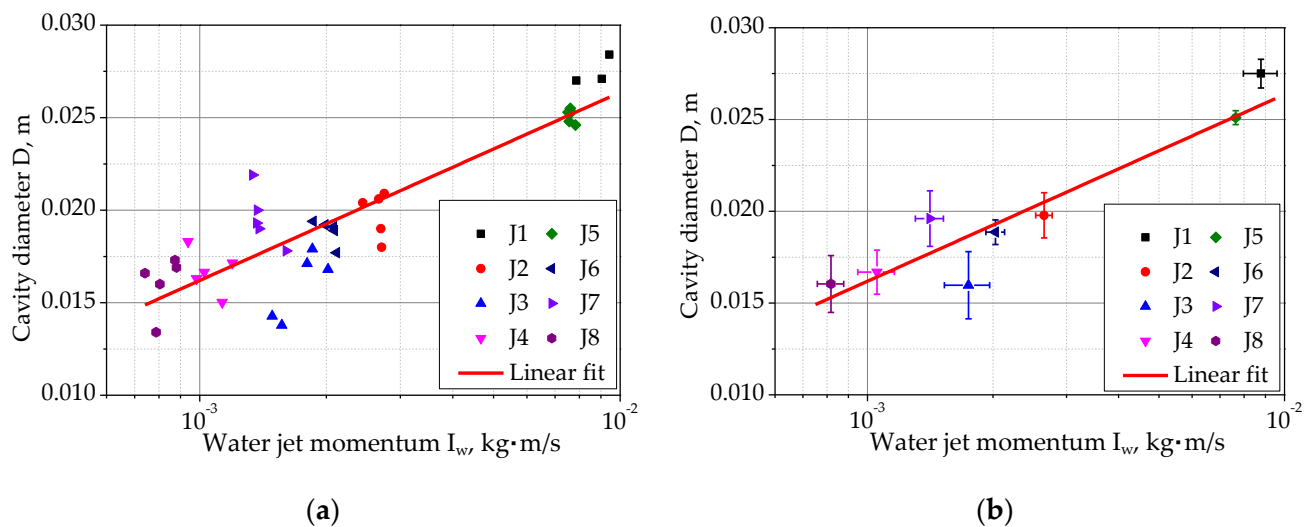 0.030
0.025
0.020
0.015
0.010
Cavity diameter D, m
J1 J5
J2 J6
J3 J7
J4 J8
Linear fit
10⁻³ 10⁻²
Water jet momentum I_w, kg·m/s
(a)
0.030
0.025
0.020
0.015
0.010
Cavity diameter D, m
J1 J5
J2 J6
J3 J7
J4 J8
Linear fit
10⁻³ 10⁻²
Water jet momentum I_w, kg·m/s
(b)